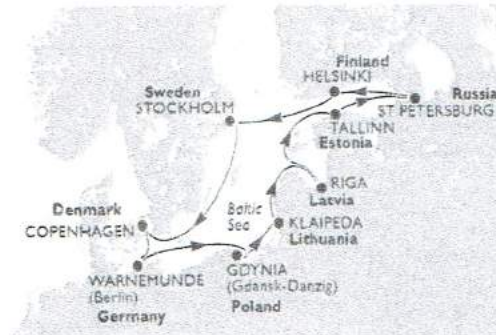 Finland
HELSINKI
Sweden
STOCKHOLM
Russia
ST PETERSBURG
TALLINN
Estonia
RIGA
Latvia
Denmark
COPENHAGEN
Baltic
Sea
KLAIPEDA
Lithuania
WARNEMUNDE
(Berlin)
Germany
GDYNIA
(Gdansk-Danzig)
Poland